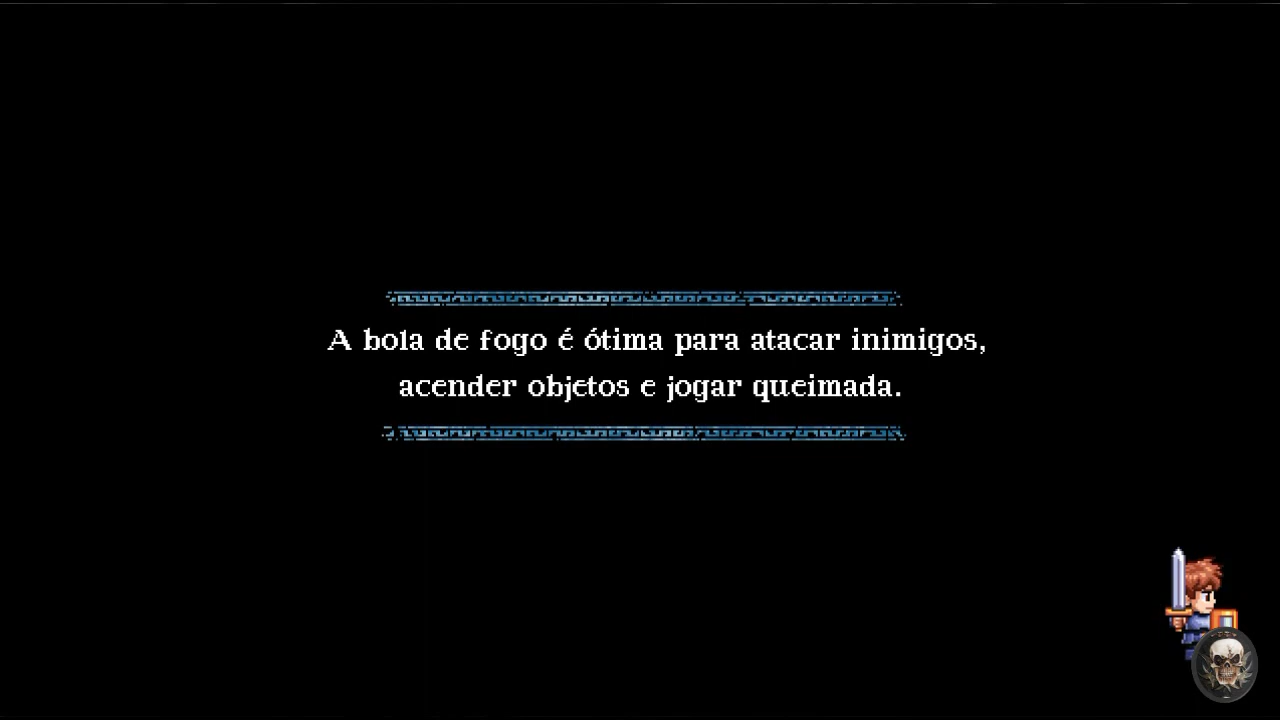 A bola de fogo é ótima para atacar inimigos,
acender objetos e jogar queimada.